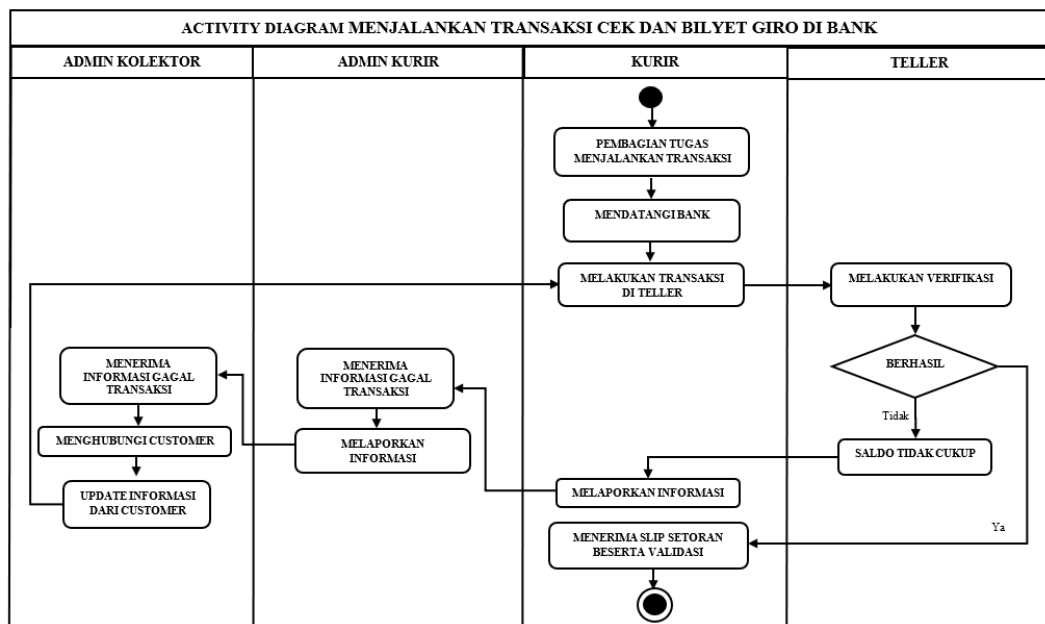 ACTIVITY DIAGRAM MENJALANKAN TRANSAKSI CEK DAN BILYET GIRO DI BANK
ADMIN KOLEKTOR
ADMIN KURIR
KURIR
TELLER
PEMBAGIAN TUGAS
MENJALANKAN TRANSAKSI
MENDATANGI BANK
MELAKUKAN TRANSAKSI
DI TELLER
MELAKUKAN VERIFIKASI
BERHASIL
Tidak
SALDO TIDAK CUKUP
MELAPORKAN INFORMASI
MENERIMA
INFORMASI GAGAL
TRANSAKSI
MELAPORKAN
INFORMASI
MENERIMA
INFORMASI GAGAL
TRANSAKSI
MENGHUBUNGI CUSTOMER
UPDATE INFORMASI
DARI CUSTOMER
Ya
MENERIMA SLIP SETORAN
BESERTA VALIDASI